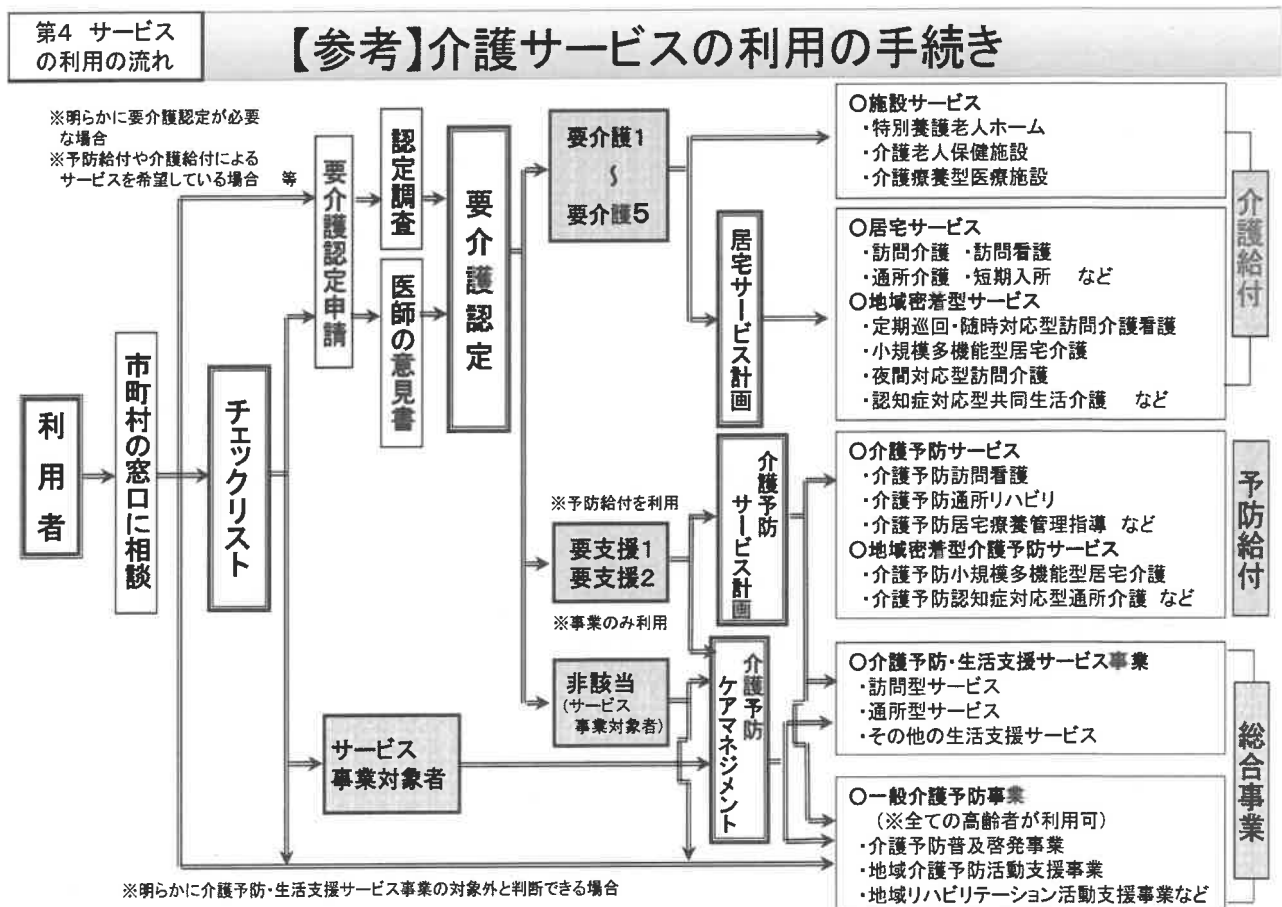 第4 サービス
の利用の流れ
【参考】介護サービスの利用の手続き
※明らかに要介護認定が必要
な場合
※予防給付や介護給付による
サービスを希望している場合 等
利用者
市町村の窓口に相談
チェックリスト
要介護認定申請
認定調査
医師の意見書
要介護認定
要介護1
〜
要介護5
※予防給付を利用
要支援1
要支援2
※事業のみ利用
非該当
(サービス
事業対象者)
サービス
事業対象者
居宅サービス計画
介護予防
サービス計画
介護予防
ケアマネジメント
○施設サービス
・特別養護老人ホーム
・介護老人保健施設
・介護療養型医療施設
○居宅サービス
・訪問介護 ・訪問看護
・通所介護 ・短期入所 など
○地域密着型サービス
・定期巡回・随時対応型訪問介護看護
・小規模多機能型居宅介護
・夜間対応型訪問介護
・認知症対応型共同生活介護 など
介護給付
○介護予防サービス
・介護予防訪問看護
・介護予防通所リハビリ
・介護予防居宅療養管理指導 など
○地域密着型介護予防サービス
・介護予防小規模多機能型居宅介護
・介護予防認知症対応型通所介護 など
予防給付
○介護予防・生活支援サービス事業
・訪問型サービス
・通所型サービス
・その他の生活支援サービス
○一般介護予防事業
(※全ての高齢者が利用可)
・介護予防普及啓発事業
・地域介護予防活動支援事業
・地域リハビリテーション活動支援事業など
総合事業
※明らかに介護予防・生活支援サービス事業の対象外と判断できる場合